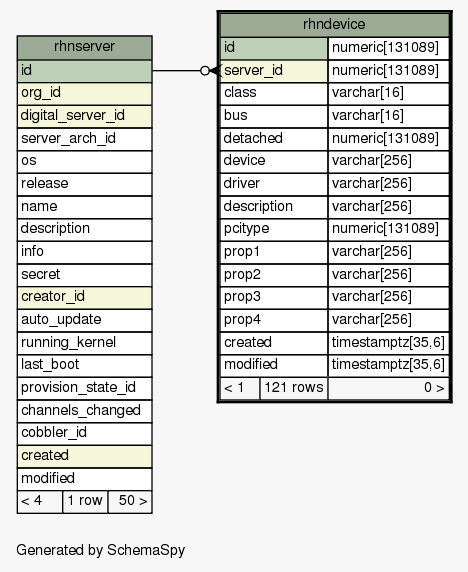 rhnserver
id
org_id
digital_server_id
server_arch_id
os
release
name
description
info
secret
creator_id
auto_update
running_kernel
last_boot
provision_state_id
channels_changed
cobbler_id
created
modified
< 4 1 row 50 >
rhndevice
id numeric[131089]
server_id numeric[131089]
class varchar[16]
bus varchar[16]
detached numeric[131089]
device varchar[256]
driver varchar[256]
description varchar[256]
pcitype numeric[131089]
prop1 varchar[256]
prop2 varchar[256]
prop3 varchar[256]
prop4 varchar[256]
created timestamptz[35,6]
modified timestamptz[35,6]
< 1 121 rows 0 >
Generated by SchemaSpy